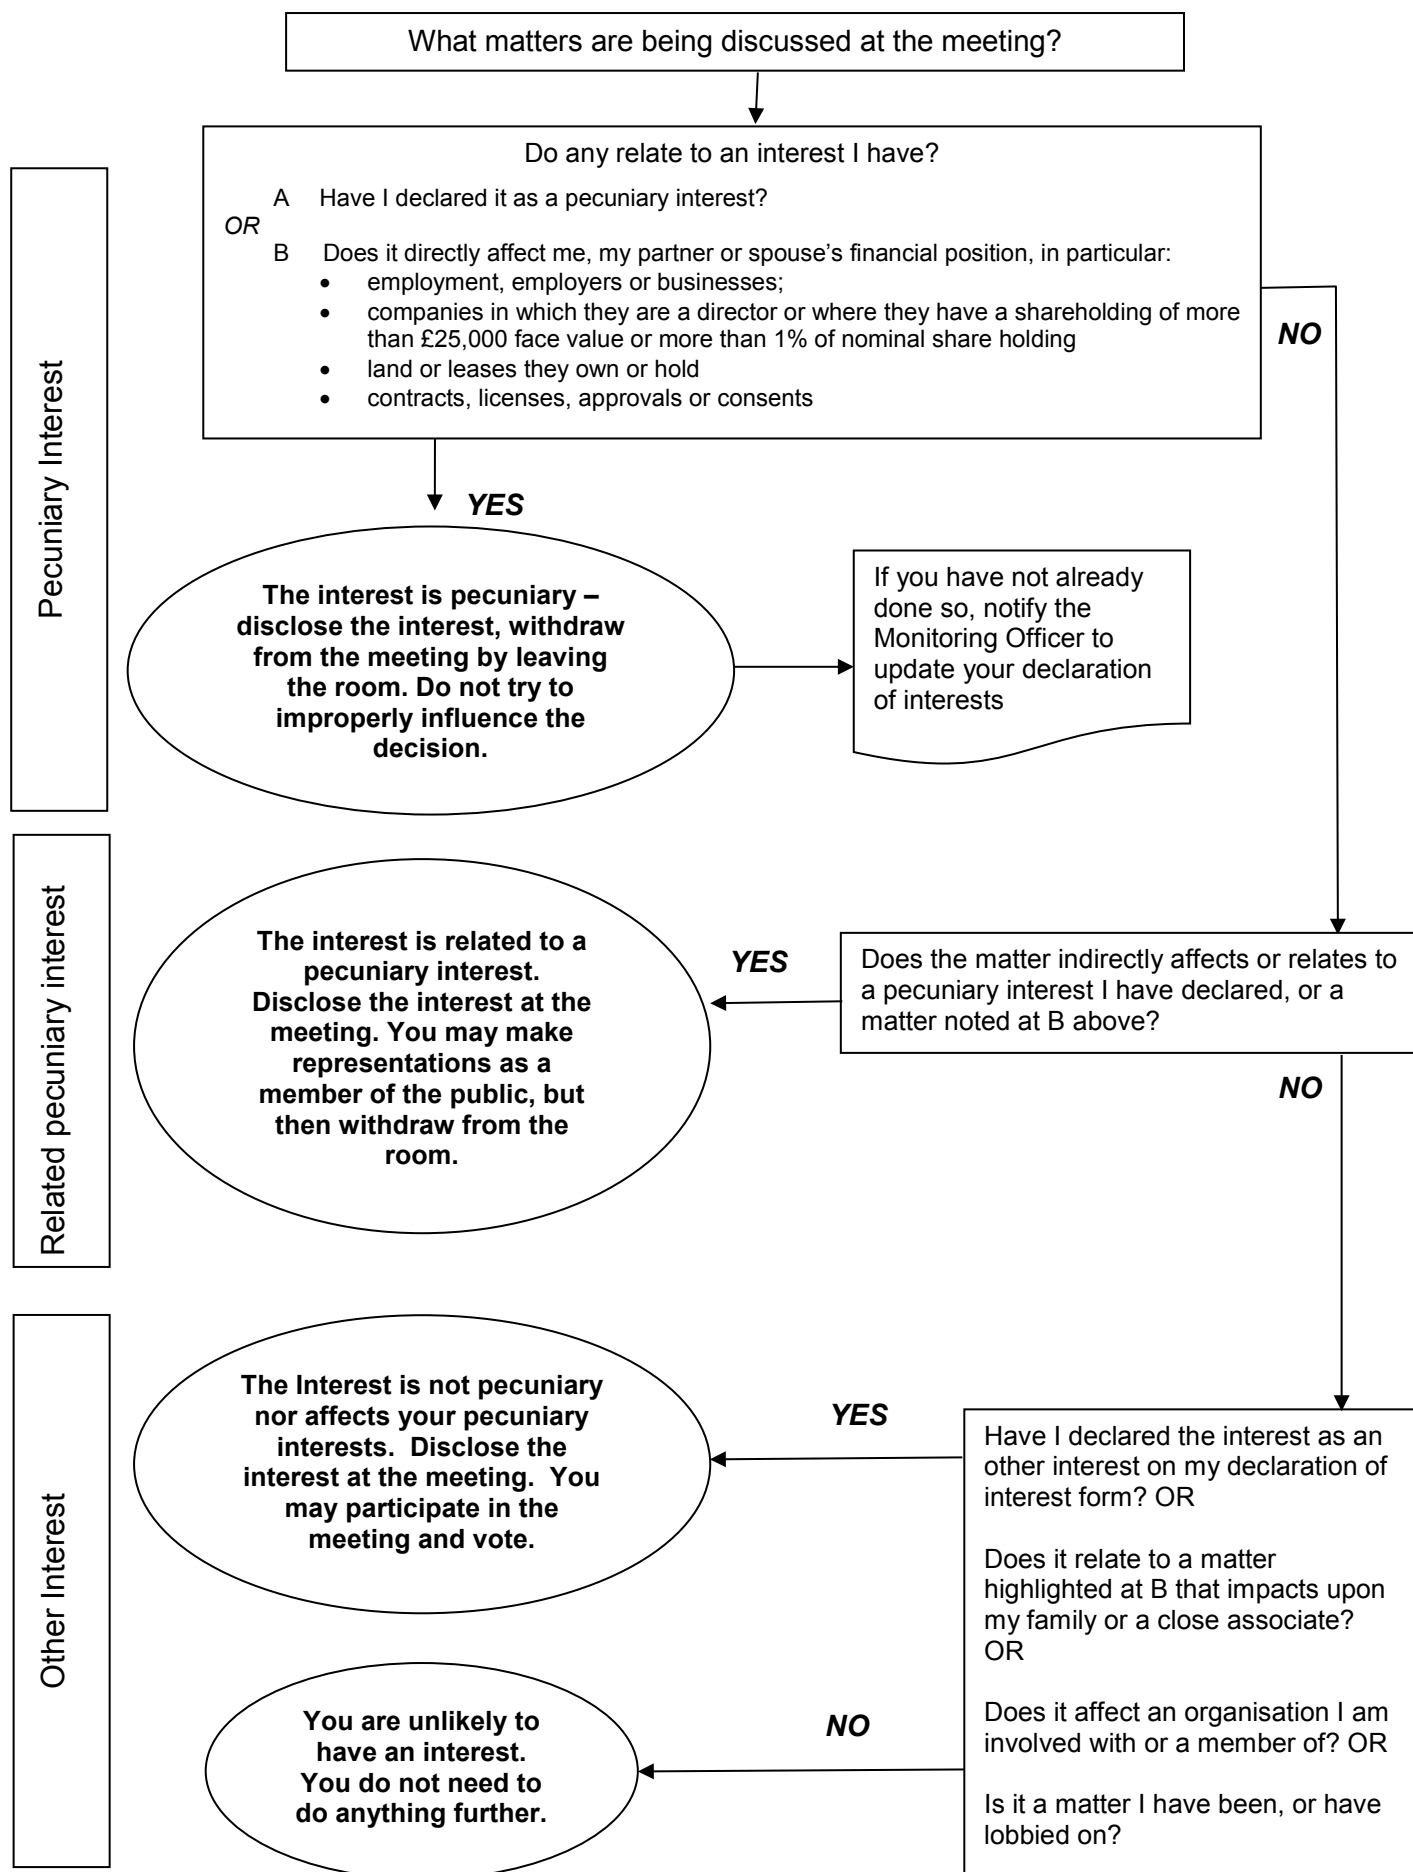 What matters are being discussed at the meeting?
Do any relate to an interest I have?
A Have I declared it as a pecuniary interest?
OR
B Does it directly affect me, my partner or spouse’s financial position, in particular:
• employment, employers or businesses;
• companies in which they are a director or where they have a shareholding of more
than £25,000 face value or more than 1% of nominal share holding
• land or leases they own or hold
• contracts, licenses, approvals or consents
NO
Pecuniary Interest
YES
The interest is pecuniary –
disclose the interest, withdraw
from the meeting by leaving
the room. Do not try to
improperly influence the
decision.
If you have not already
done so, notify the
Monitoring Officer to
update your declaration
of interests
Related pecuniary interest
The interest is related to a
pecuniary interest.
Disclose the interest at the
meeting. You may make
representations as a
member of the public, but
then withdraw from the
room.
YES
Does the matter indirectly affects or relates to
a pecuniary interest I have declared, or a
matter noted at B above?
NO
Other Interest
The Interest is not pecuniary
nor affects your pecuniary
interests. Disclose the
interest at the meeting. You
may participate in the
meeting and vote.
YES
Have I declared the interest as an
other interest on my declaration of
interest form? OR
Does it relate to a matter
highlighted at B that impacts upon
my family or a close associate?
OR
Does it affect an organisation I am
involved with or a member of? OR
Is it a matter I have been, or have
lobbied on?
NO
You are unlikely to
have an interest.
You do not need to
do anything further.